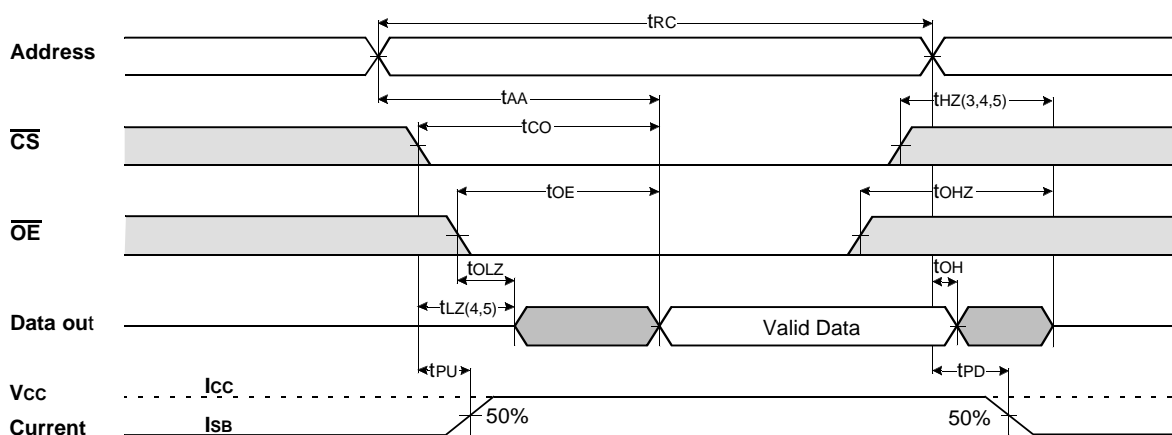 tRC
Address
tAA
tHZ(3,4,5)
CS
tCO
tOE
tOHZ
OE
tOLZ
tOH
tLZ(4,5)
Data out
Valid Data
tPU
tPD
VCC
ICC
50%
50%
Current
ISB